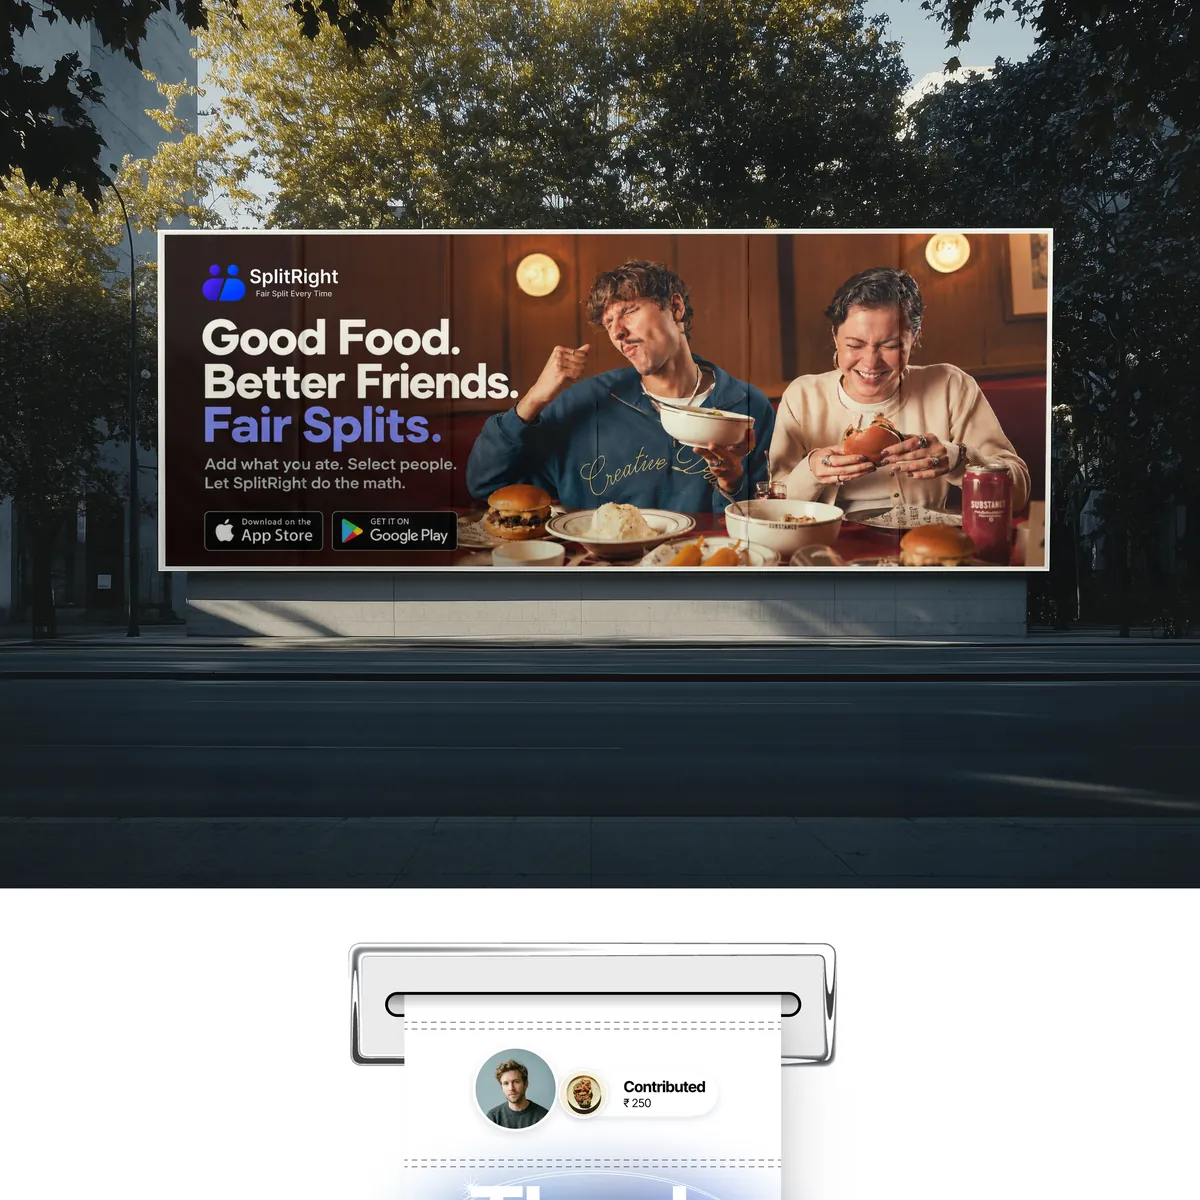 SplitRight
Fair Split Every Time
Good Food.
Better Friends.
Fair Splits.
Add what you ate. Select people.
Let SplitRight do the math.
Download on the
App Store
GET IT ON
Google Play
Creative
SUBSTANCE
SUBSTANCE
Contributed
₹ 250